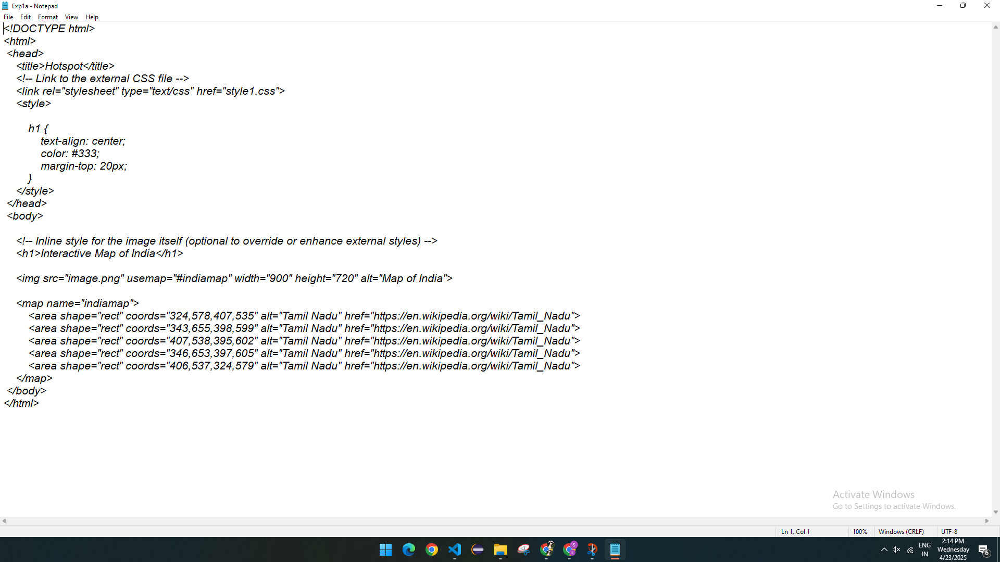 Exp1a - Notepad
File Edit Format View Help
<!DOCTYPE html>
<html>
<head>
<title>Hotspot</title>
<!-- Link to the external CSS file -->
<link rel="stylesheet" type="text/css" href="style1.css">
<style>
h1 {
text-align: center;
color: #333;
margin-top: 20px;
}
</style>
</head>
<body>
<!-- Inline style for the image itself (optional to override or enhance external styles) -->
<h1>Interactive Map of India</h1>
<img src="image.png" usemap="#indiamap" width="900" height="720" alt="Map of India">
<map name="indiamap">
<area shape="rect" coords="324,578,407,535" alt="Tamil Nadu" href="https://en.wikipedia.org/wiki/Tamil_Nadu">
<area shape="rect" coords="343,655,398,599" alt="Tamil Nadu" href="https://en.wikipedia.org/wiki/Tamil_Nadu">
<area shape="rect" coords="407,538,395,602" alt="Tamil Nadu" href="https://en.wikipedia.org/wiki/Tamil_Nadu">
<area shape="rect" coords="346,653,397,605" alt="Tamil Nadu" href="https://en.wikipedia.org/wiki/Tamil_Nadu">
<area shape="rect" coords="406,537,324,579" alt="Tamil Nadu" href="https://en.wikipedia.org/wiki/Tamil_Nadu">
</map>
</body>
</html>
Activate Windows
Go to Settings to activate Windows.
Ln 1, Col 1 100% Windows (CRLF) UTF-8
S
S
ENG
IN
2:14 PM
Wednesday
4/23/2025
6